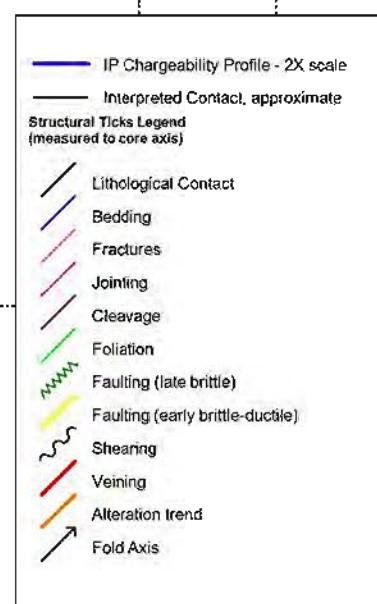 IP Chargeability Profile - 2X scale
Interpreted Contact, approximate
Structural Ticks Legend
(measured to core axis)
Lithological Contact
Bedding
Fractures
Jointing
Cleavage
Foliation
Faulting (late brittle)
Faulting (early brittle-ductile)
Shearing
Veining
Alteration trend
Fold Axis